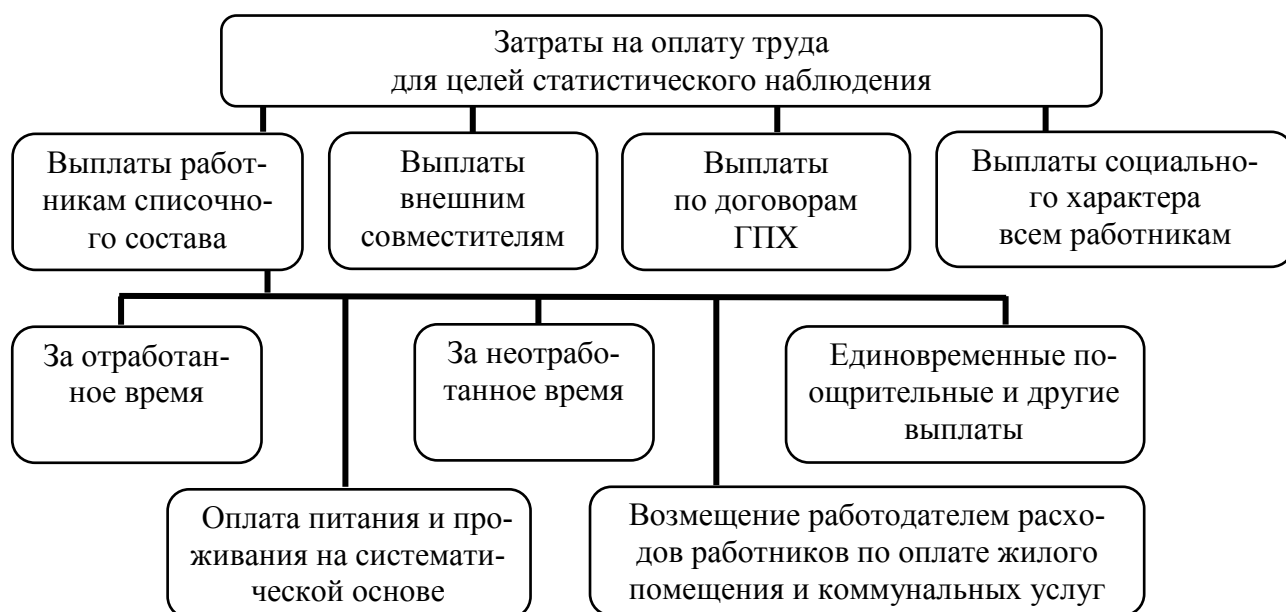 Затраты на оплату труда
для целей статистического наблюдения
Выплаты работ-
никам списочно-
го состава
Выплаты
внешним
совместителям
Выплаты
по договорам
ГПХ
Выплаты социально-
го характера
всем работникам
За отработан-
ное время
За неотрабо-
танное время
Единовременные по-
ощрительные и другие
выплаты
Оплата питания и про-
живания на система­ти-
ческой основе
Возмещение работодателем расхо-
дов работников по оплате жилого
помещения и коммунальных услуг